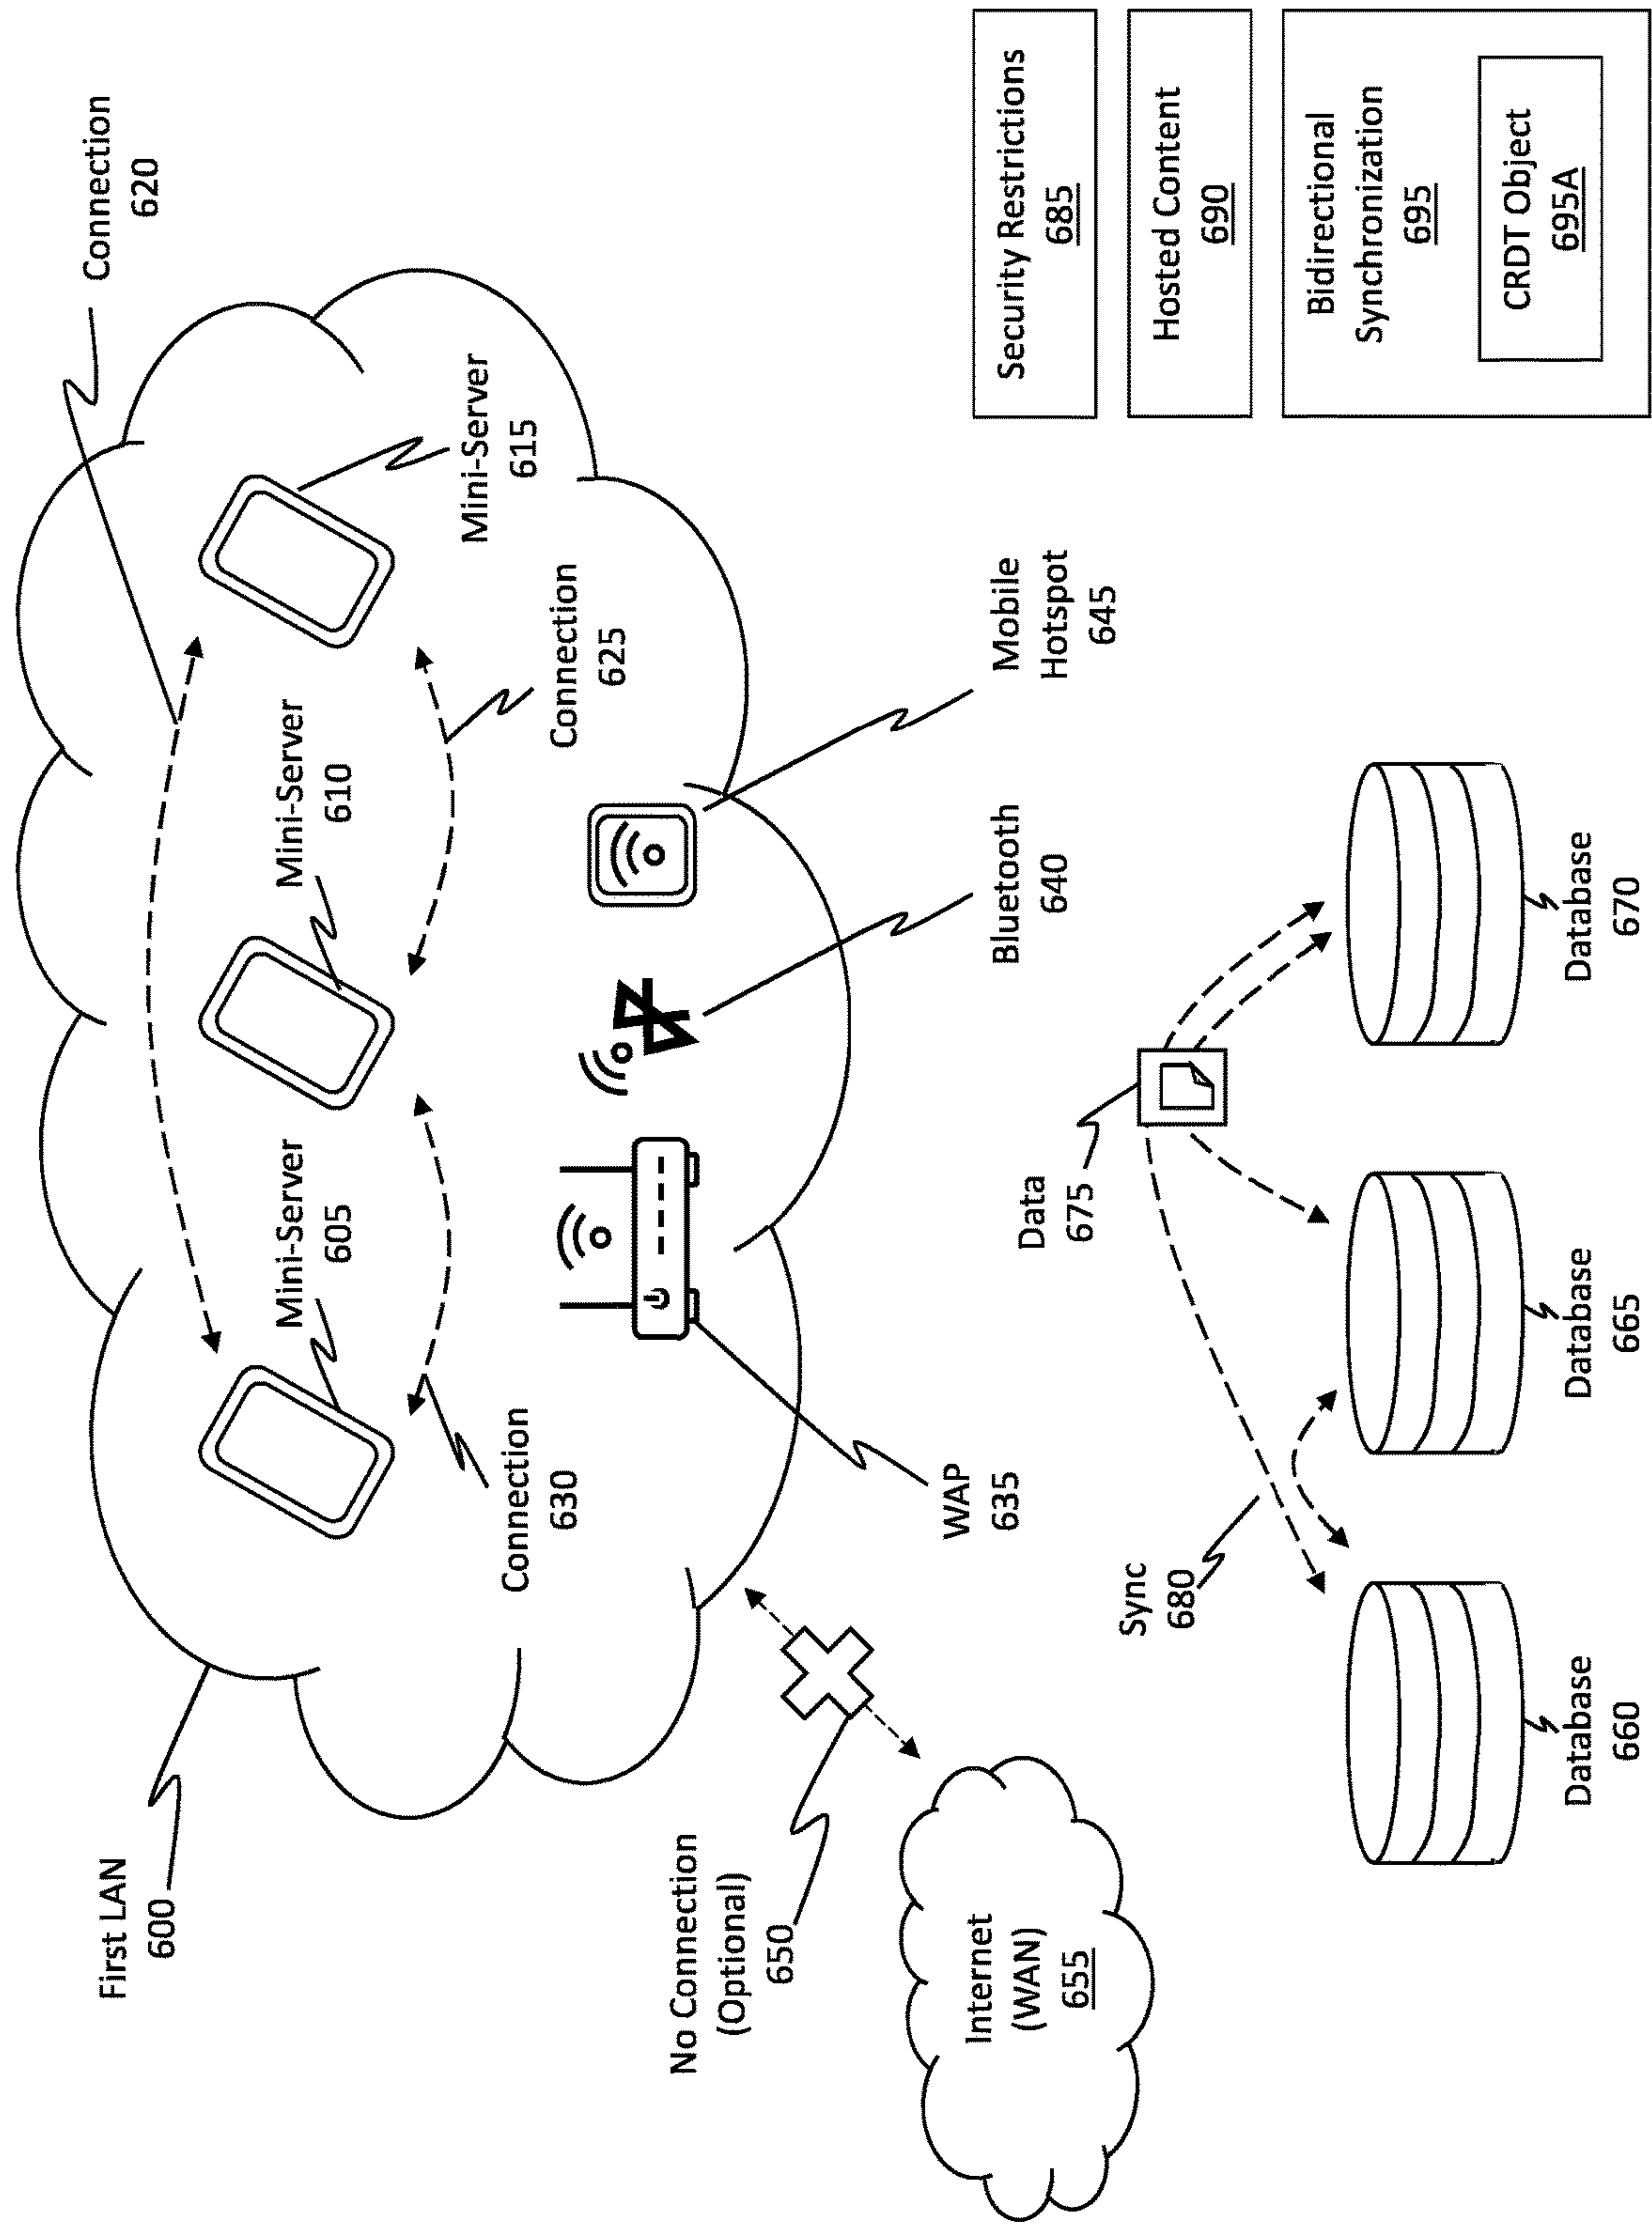 First LAN
600
Connection
620
Mini-Server
605
Mini-Server
610
Mini-Server
615
Connection
630
Connection
625
No Connection
(Optional)
650
WAP
635
Bluetooth
640
Mobile
Hotspot
645
Internet
(WAN)
655
Data
675
Sync
680
Database
660
Database
665
Database
670
Security Restrictions
685
Hosted Content
690
Bidirectional
Synchronization
695
CRDT Object
695A